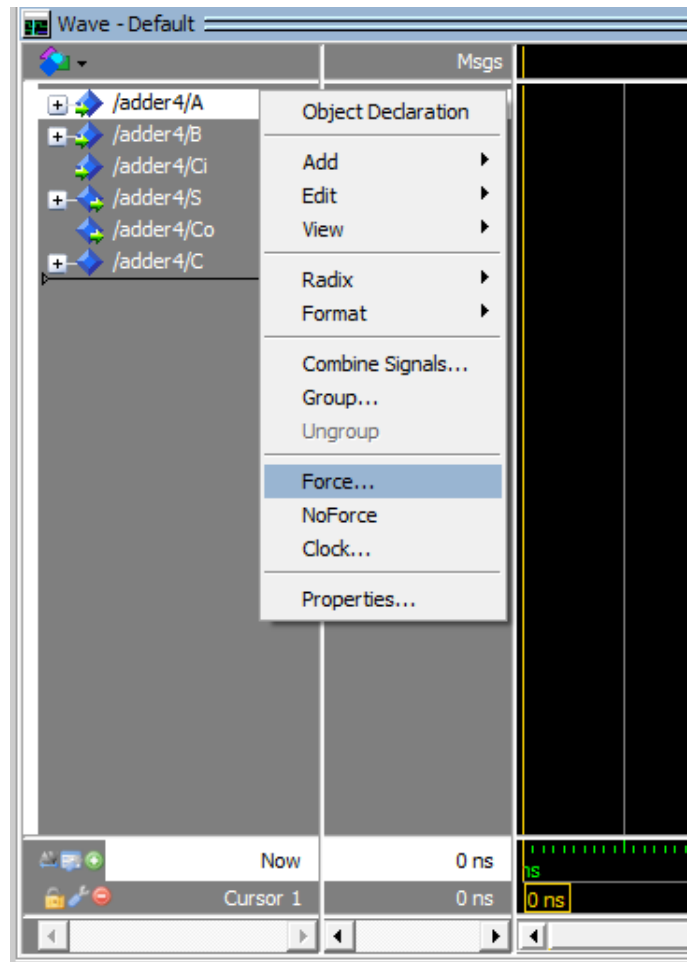 Wave - Default
Msgs
/adder4/A
/adder4/B
/adder4/Ci
/adder4/S
/adder4/Co
/adder4/C
Object Declaration
Add
Edit
View
Radix
Format
Combine Signals...
Group...
Ungroup
Force...
NoForce
Clock...
Properties...
Now 0 ns
ns
Cursor 1 0 ns 0 ns